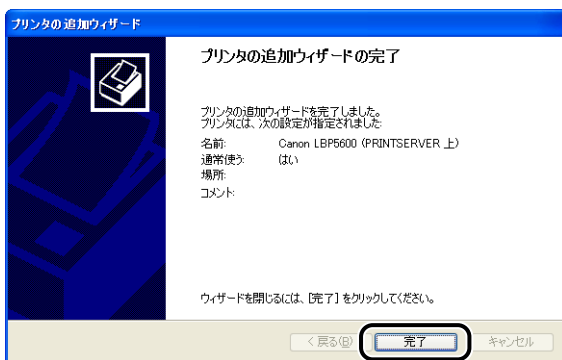 プリンタの追加ウィザード
プリンタの追加ウィザードの完了
プリンタの追加ウィザードを完了しました。
プリンタには、次の設定が指定されました:
名前: Canon LBP5600 (PRINTSERVER 上)
通常使う: はい
場所:
コメント:
ウィザードを閉じるには、[完了] をクリックしてください。
< 戻る(B) 完了 キャンセル